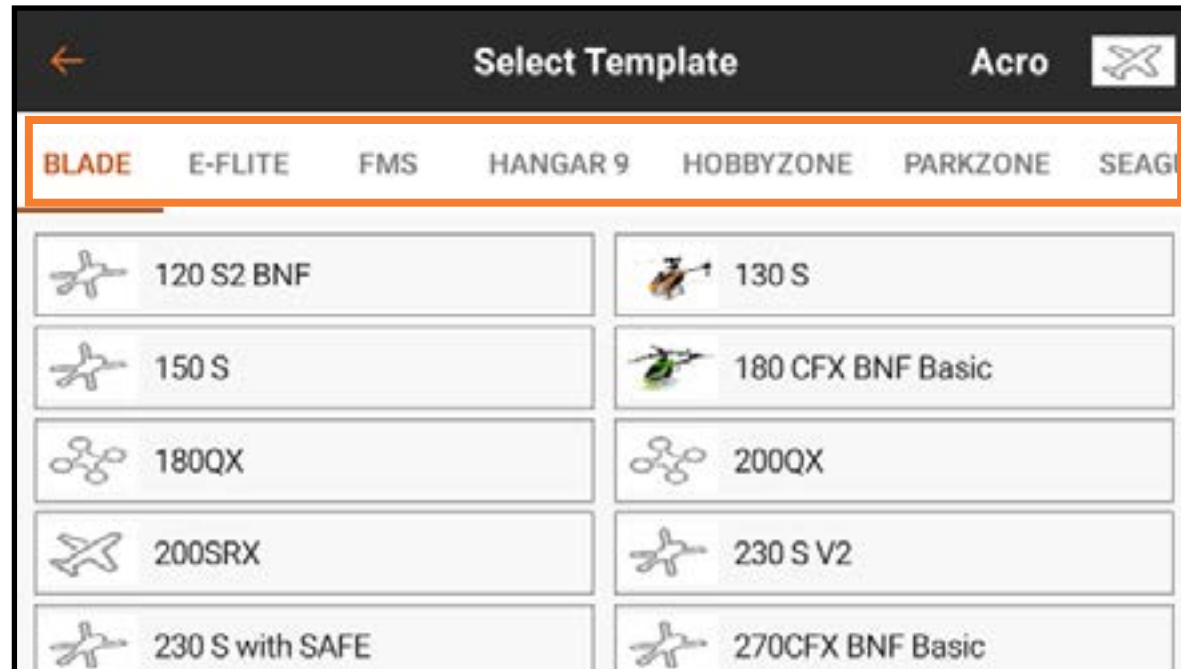 Select Template Acro
BLADE E-FLITE FMS HANGAR 9 HOBBYZONE PARKZONE SEAG
120 S2 BNF 130 S
150 S 180 CFX BNF Basic
180QX 200QX
200SRX 230 S V2
230 S with SAFE 270CFX BNF Basic